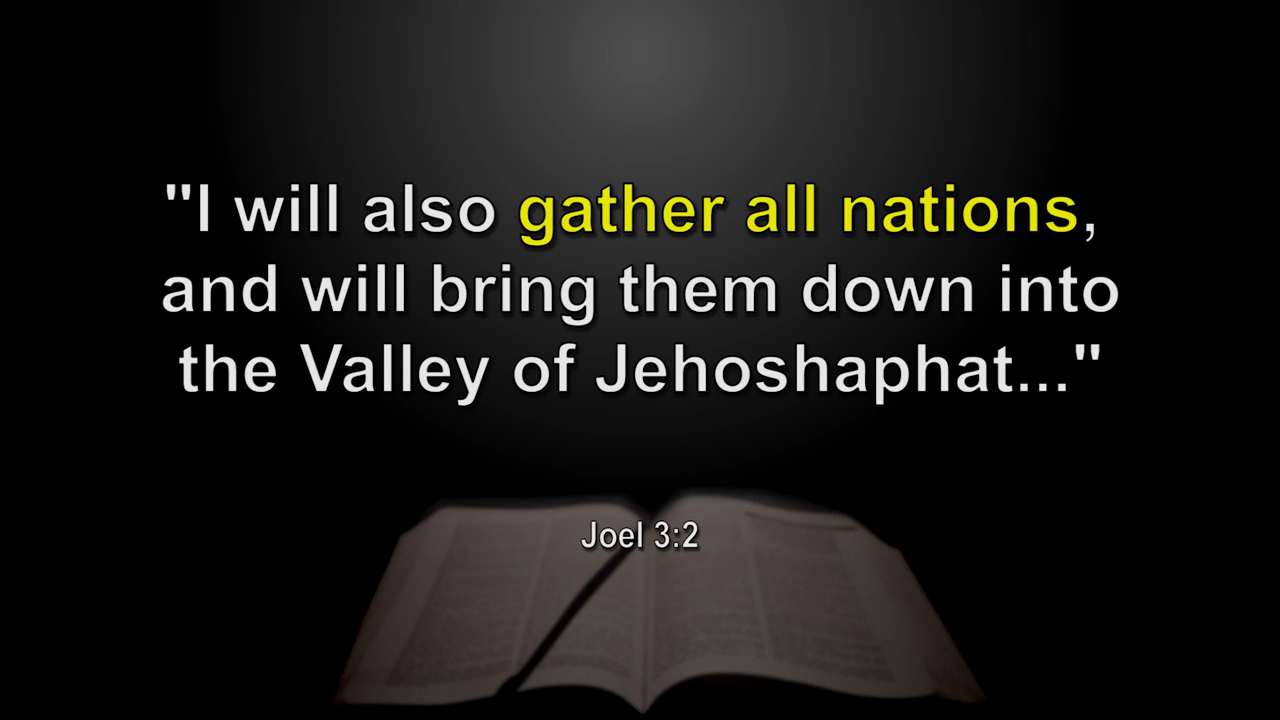 "I will also gather all nations,
and will bring them down into
the Valley of Jehoshaphat..."
Joel 3:2